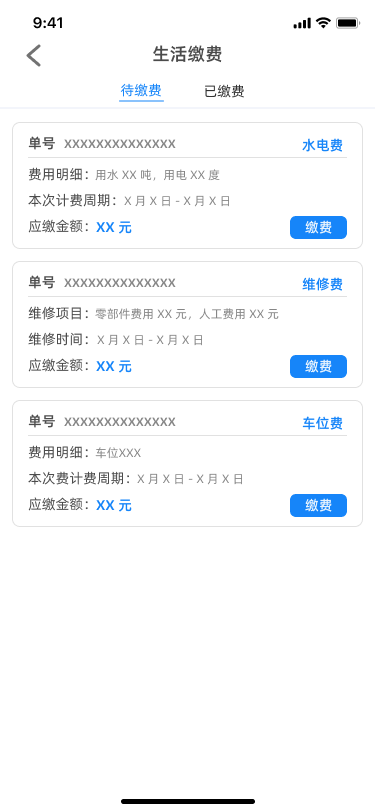 9:41
生活缴费
待缴费 已缴费
单号 XXXXXXXXXXXXXX 水电费
费用明细：用水 XX 吨，用电 XX 度
本次计费周期：X 月 X 日 - X 月 X 日
应缴金额：XX 元 缴费
单号 XXXXXXXXXXXXXX 维修费
维修项目：零部件费用 XX 元，人工费用 XX 元
维修时间：X 月 X 日 - X 月 X 日
应缴金额：XX 元 缴费
单号 XXXXXXXXXXXXXX 车位费
费用明细：车位XXX
本次费计费周期：X 月 X 日 - X 月 X 日
应缴金额：XX 元 缴费